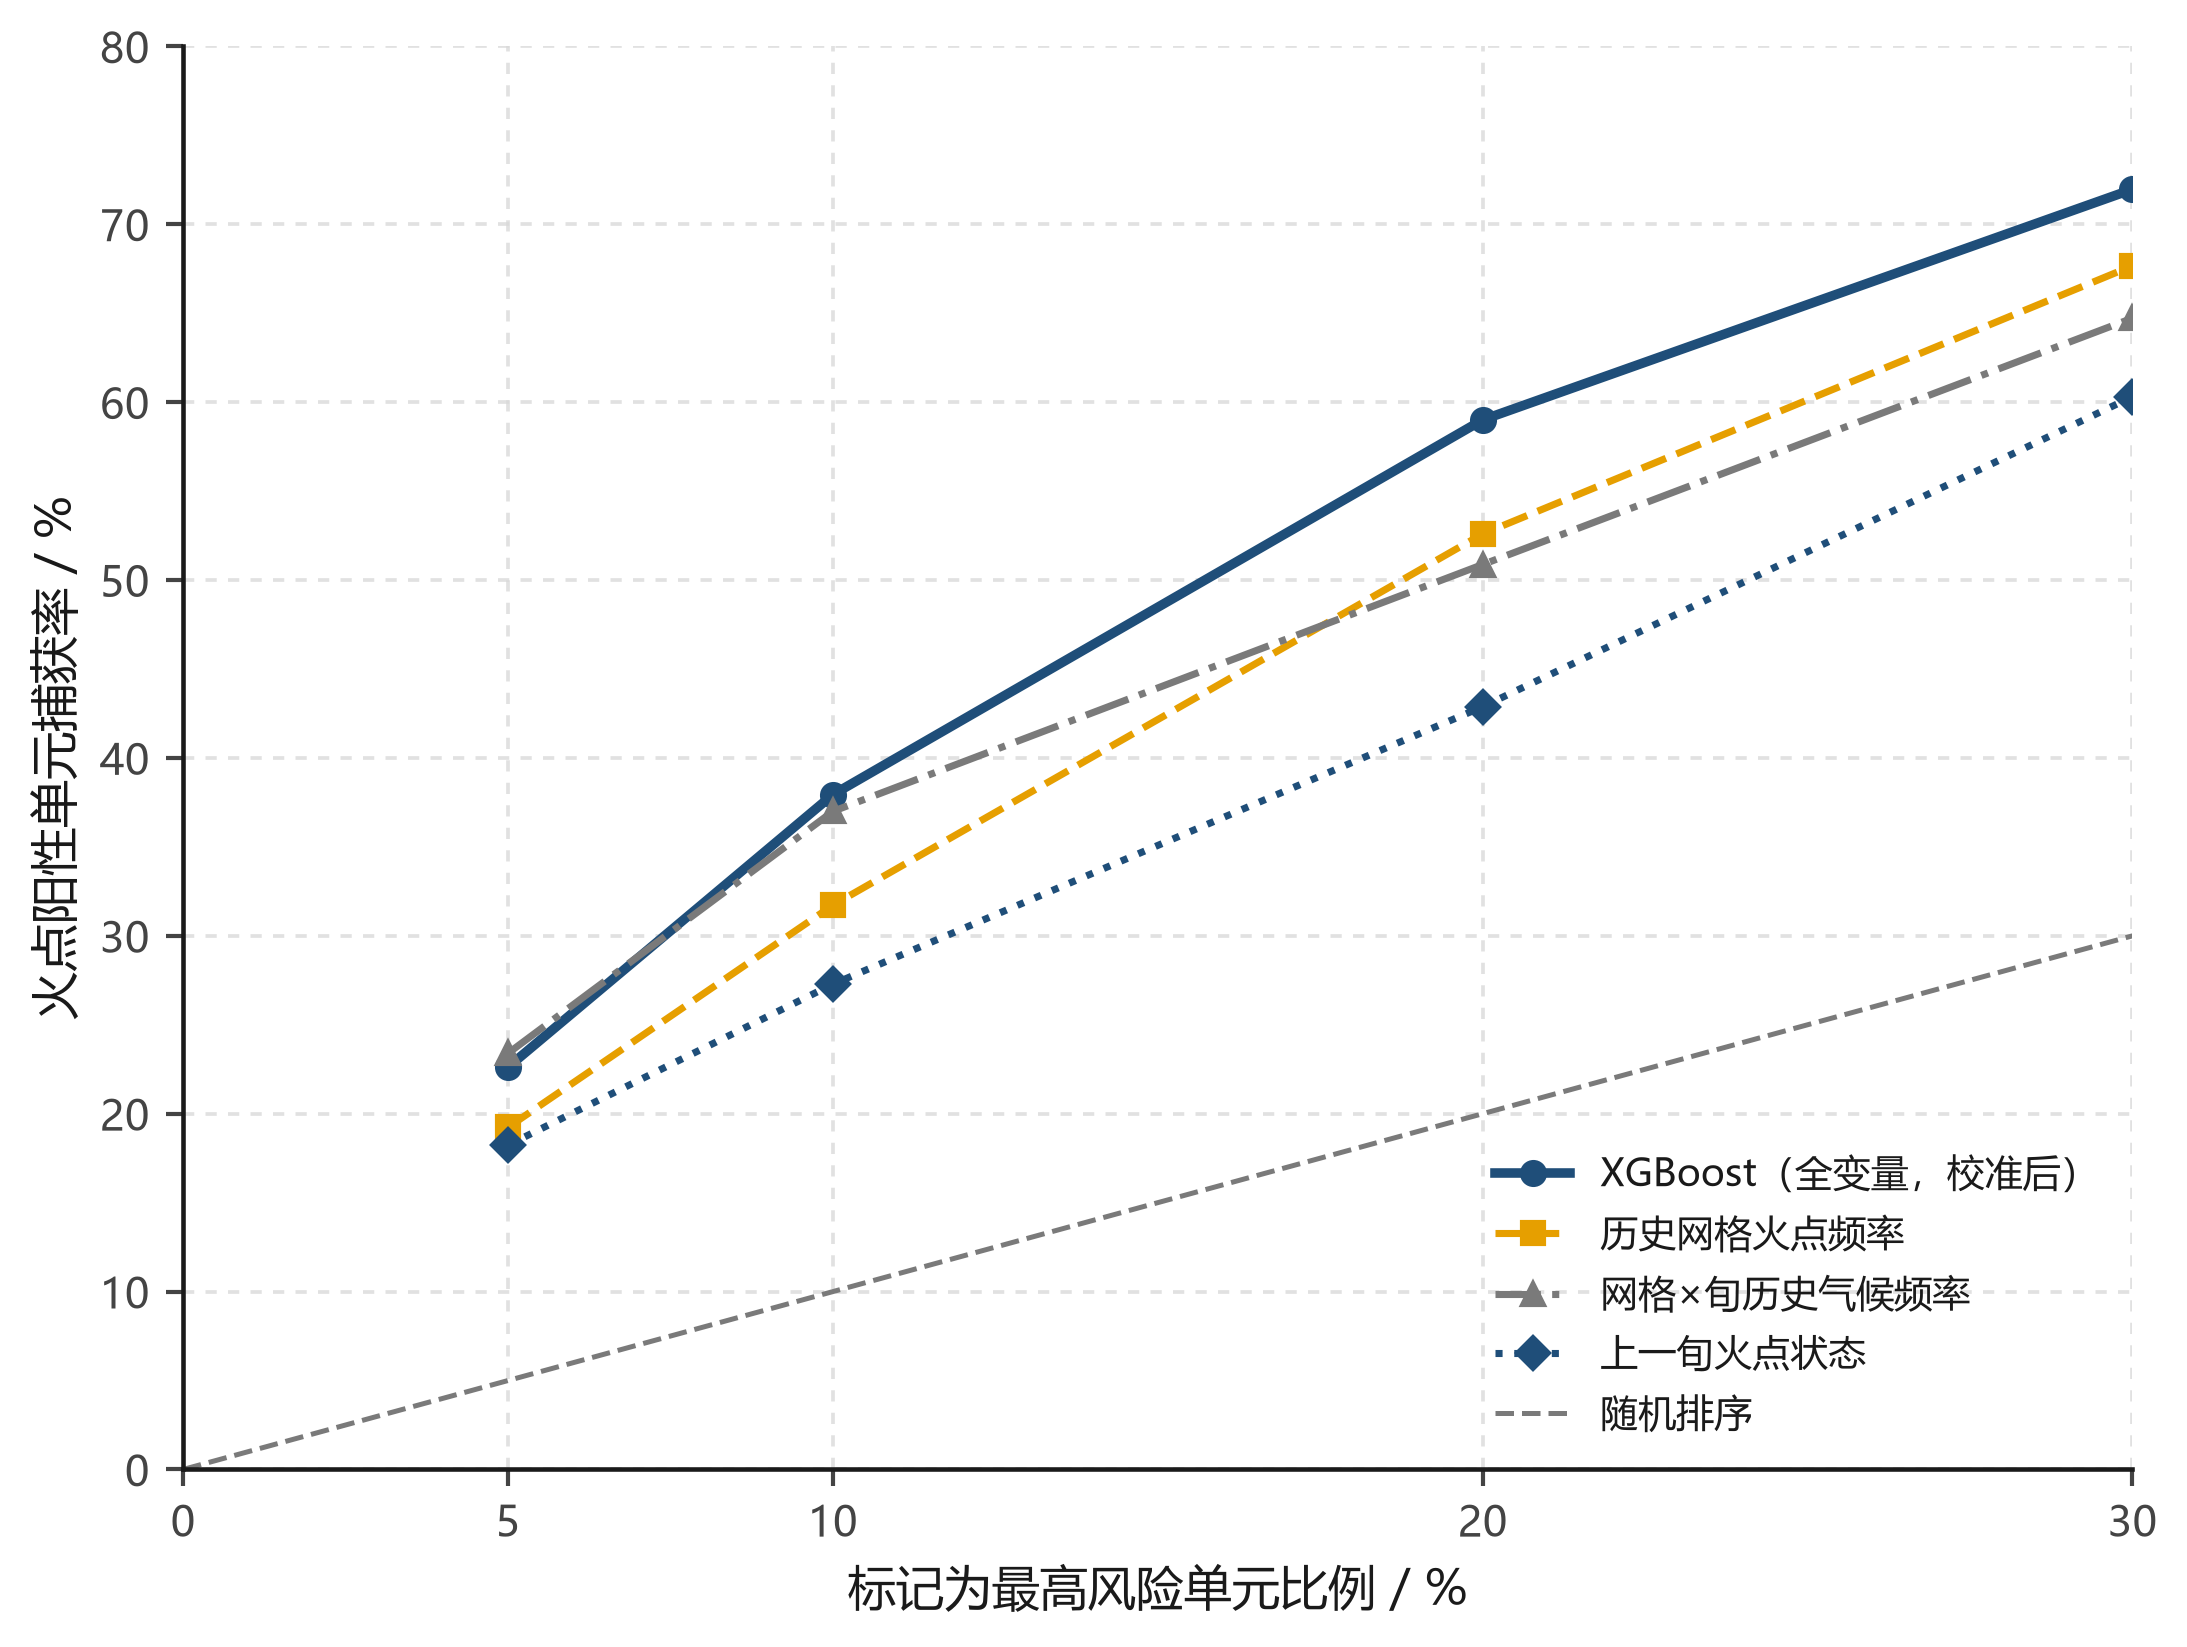 80
70
60
50
40
30
20
10
0
火点阳性单元捕获率 / %
XGBoost（全变量，校准后）
历史网格火点频率
网格×旬历史气候频率
上一旬火点状态
随机排序
0 5 10 20 30
标记为最高风险单元比例 / %